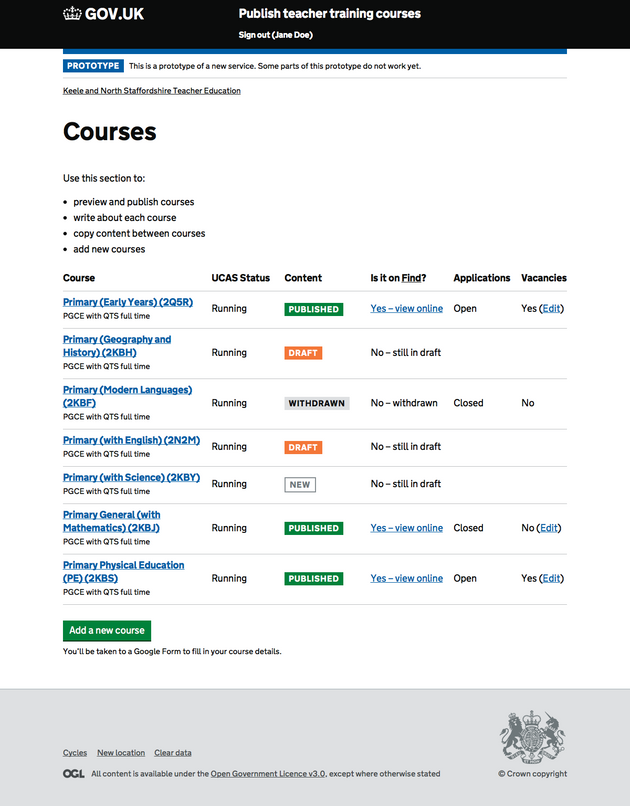 GOV.UK
Publish teacher training courses
Sign out (Jane Doe)
PROTOTYPE This is a prototype of a new service. Some parts of this prototype do not work yet.
Keele and North Staffordshire Teacher Education
Courses
Use this section to:
• preview and publish courses
• write about each course
• copy content between courses
• add new courses
Course UCAS Status Content Is it on Find? Applications Vacancies
Primary (Early Years) (2Q5R)
PGCE with QTS full time
Running PUBLISHED Yes – view online Open Yes (Edit)
Primary (Geography and
History) (2KBH)
PGCE with QTS full time
Running DRAFT No – still in draft
Primary (Modern Languages)
(2KBF)
PGCE with QTS full time
Running WITHDRAWN No – withdrawn Closed No
Primary (with English) (2N2M)
PGCE with QTS full time
Running DRAFT No – still in draft
Primary (with Science) (2KBY)
PGCE with QTS full time
Running NEW No – still in draft
Primary General (with
Mathematics) (2KBJ)
PGCE with QTS full time
Running PUBLISHED Yes – view online Closed No (Edit)
Primary Physical Education
(PE) (2KBS)
PGCE with QTS full time
Running PUBLISHED Yes – view online Open Yes (Edit)
Add a new course
You'll be taken to a Google Form to fill in your course details.
Cycles New location Clear data
OGL All content is available under the Open Government Licence v3.0, except where otherwise stated
© Crown copyright